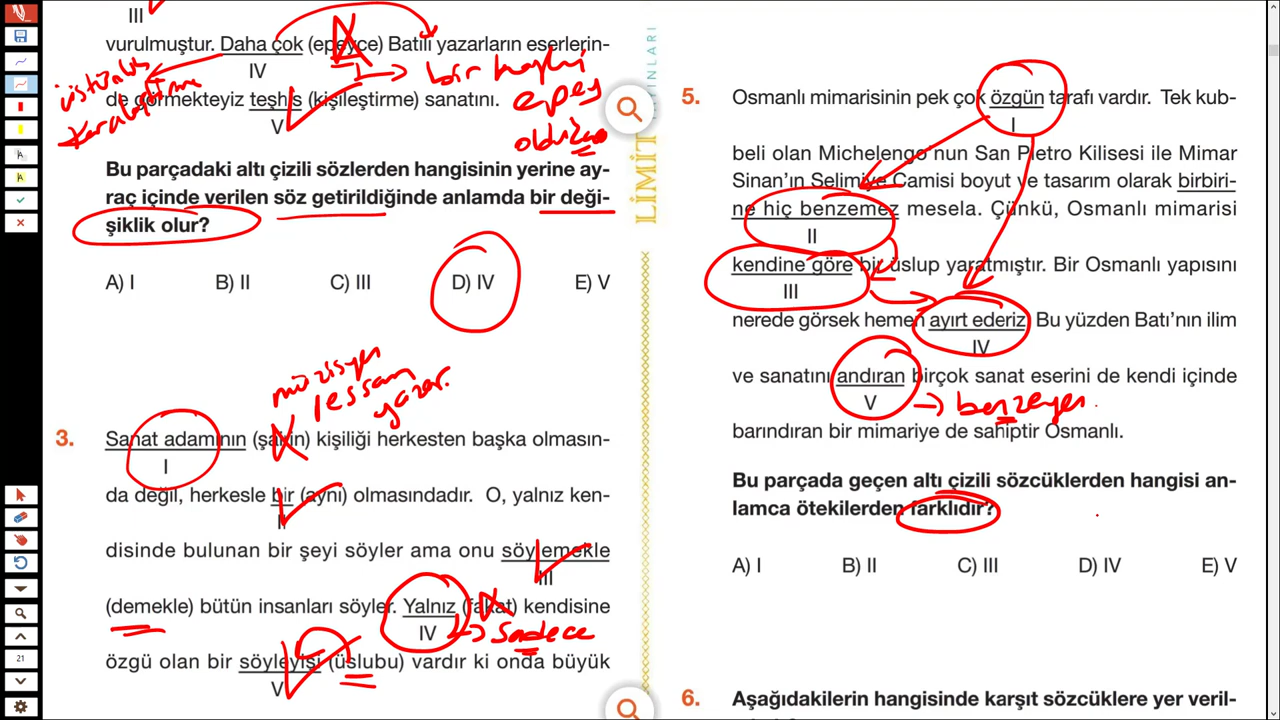 III
vurulmuştur. Daha çok (epeyce) Batılı yazarların eserlerin-
IV
bir hayli
üstünlük
karşılaştırma
de görmekteyiz teşhis (kişileştirme) sanatını.
epey
V
oldukça
Bu parçadaki altı çizili sözlerden hangisinin yerine ay-
raç içinde verilen söz getirildiğinde anlamda bir deği-
şiklik olur?
A) I B) II C) III D) IV E) V
müzisyen
ressam
yazar.
3. Sanat adamının (şairin) kişiliği herkesten başka olmasın-
I
da değil, herkesle bir (aynı) olmasındadır. O, yalnız ken-
II
disinde bulunan bir şeyi söyler ama onu söylemekle
III
(demekle) bütün insanları söyler. Yalnız (fakat) kendisine
IV
sadece
özgü olan bir söyleyişi (üslubu) vardır ki onda büyük
V
LİMİT YAYINLARI
5. Osmanlı mimarisinin pek çok özgün tarafı vardır. Tek kub-
I
beli olan Michelengo’nun San Pietro Kilisesi ile Mimar
Sinan’ın Selimiye Camisi boyut ve tasarım olarak birbiri-
ne hiç benzemez mesela. Çünkü, Osmanlı mimarisi
II
kendine göre bir üslup yaratmıştır. Bir Osmanlı yapısını
III
nerede görsek hemen ayırt ederiz. Bu yüzden Batı’nın ilim
IV
ve sanatını andıran birçok sanat eserini de kendi içinde
V
benzeyen
barındıran bir mimariye de sahiptir Osmanlı.
Bu parçada geçen altı çizili sözcüklerden hangisi an-
lamca ötekilerden farklıdır?
A) I B) II C) III D) IV E) V
6. Aşağıdakilerin hangisinde karşıt sözcüklere yer veril-
21